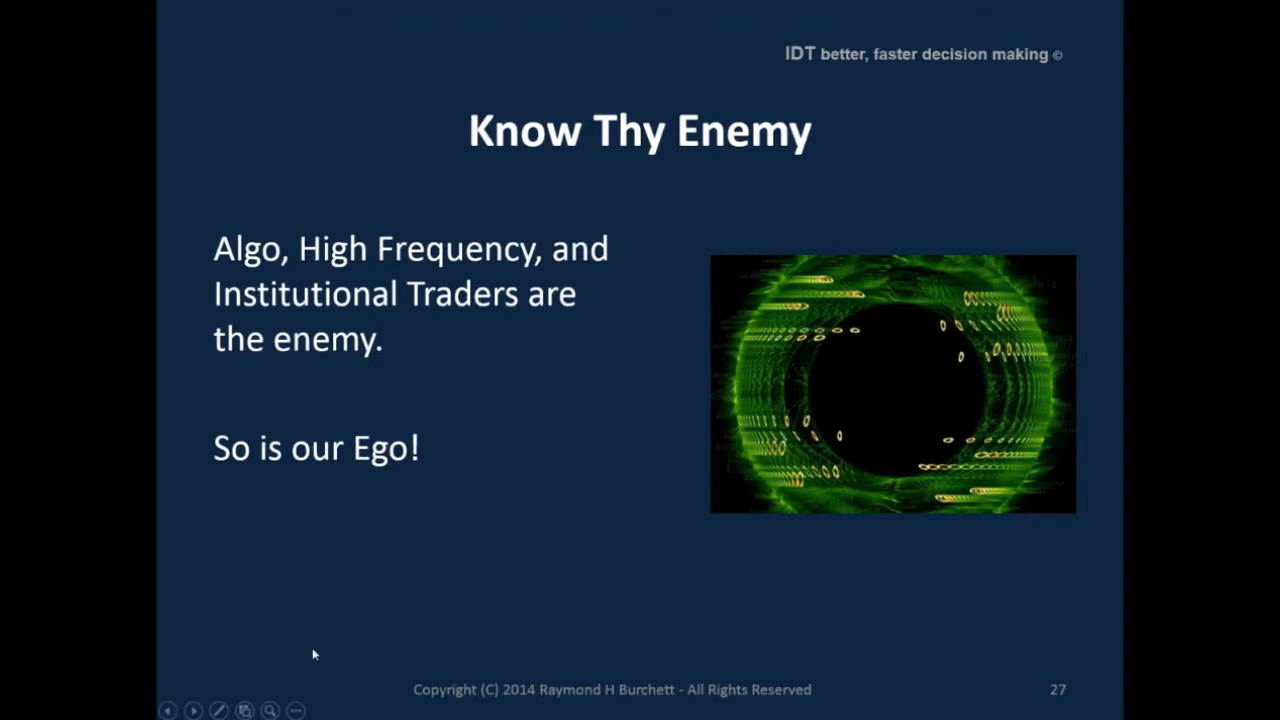 IDT better, faster decision making ©
Know Thy Enemy
Algo, High Frequency, and
Institutional Traders are
the enemy.
So is our Ego!
Copyright (C) 2014 Raymond H Burchett - All Rights Reserved
27